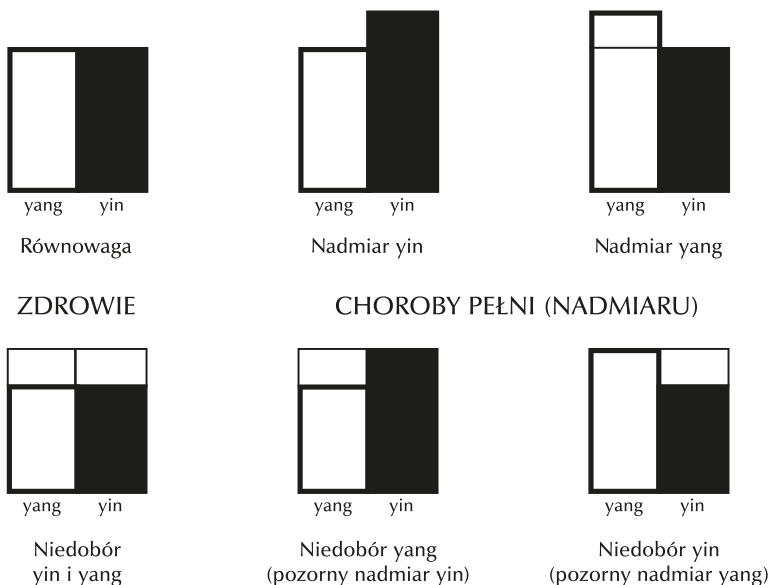 yang yin
Równowaga
yang yin
Nadmiar yin
yang yin
Nadmiar yang
ZDROWIE
CHOROBY PEŁNI (NADMIARU)
yang yin
Niedobór
yin i yang
yang yin
Niedobór yang
(pozorny nadmiar yin)
yang yin
Niedobór yin
(pozorny nadmiar yang)